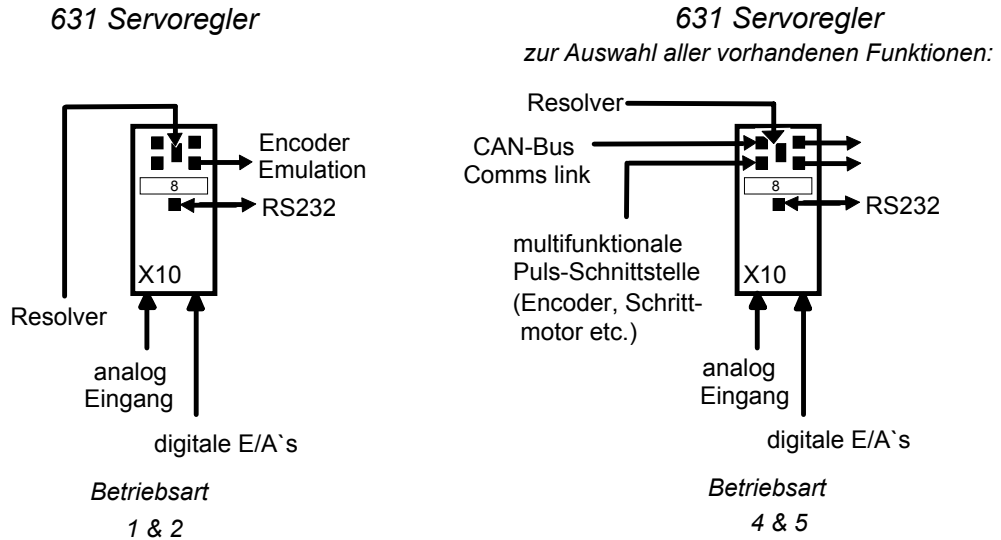 631 Servoregler
Encoder
Emulation
8
RS232
X10
Resolver
analog
Eingang
digitale E/A`s
Betriebsart
1 & 2
631 Servoregler
zur Auswahl aller vorhandenen Funktionen:
Resolver
CAN-Bus
Comms link
8
RS232
multifunktionale
Puls-Schnittstelle
(Encoder, Schritt-
motor etc.)
X10
analog
Eingang
digitale E/A`s
Betriebsart
4 & 5